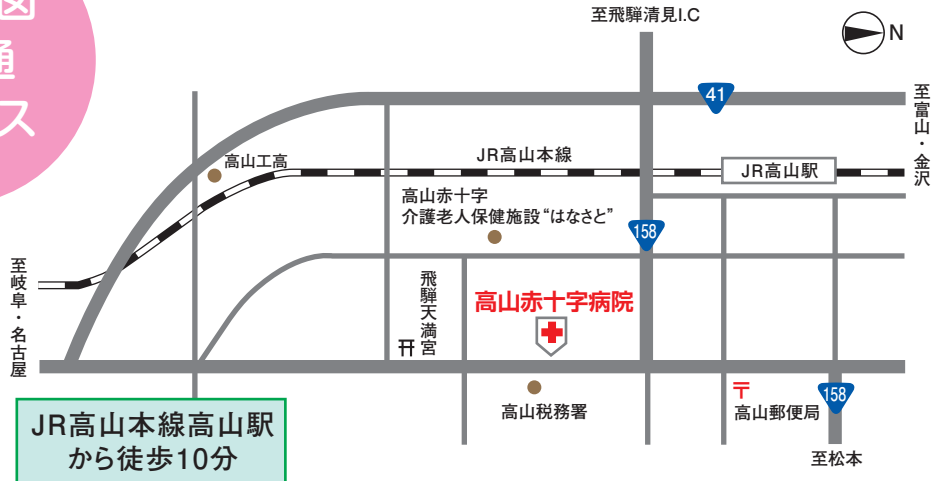 図
通
ス
至飛騨清見I.C
N
41
至富山・金沢
高山工高
JR高山本線
JR高山駅
高山赤十字
介護老人保健施設“はなさと”
158
至岐阜・名古屋
飛騨天満宮
高山赤十字病院
高山税務署
〒
高山郵便局
158
至松本
JR高山本線高山駅
から徒歩10分